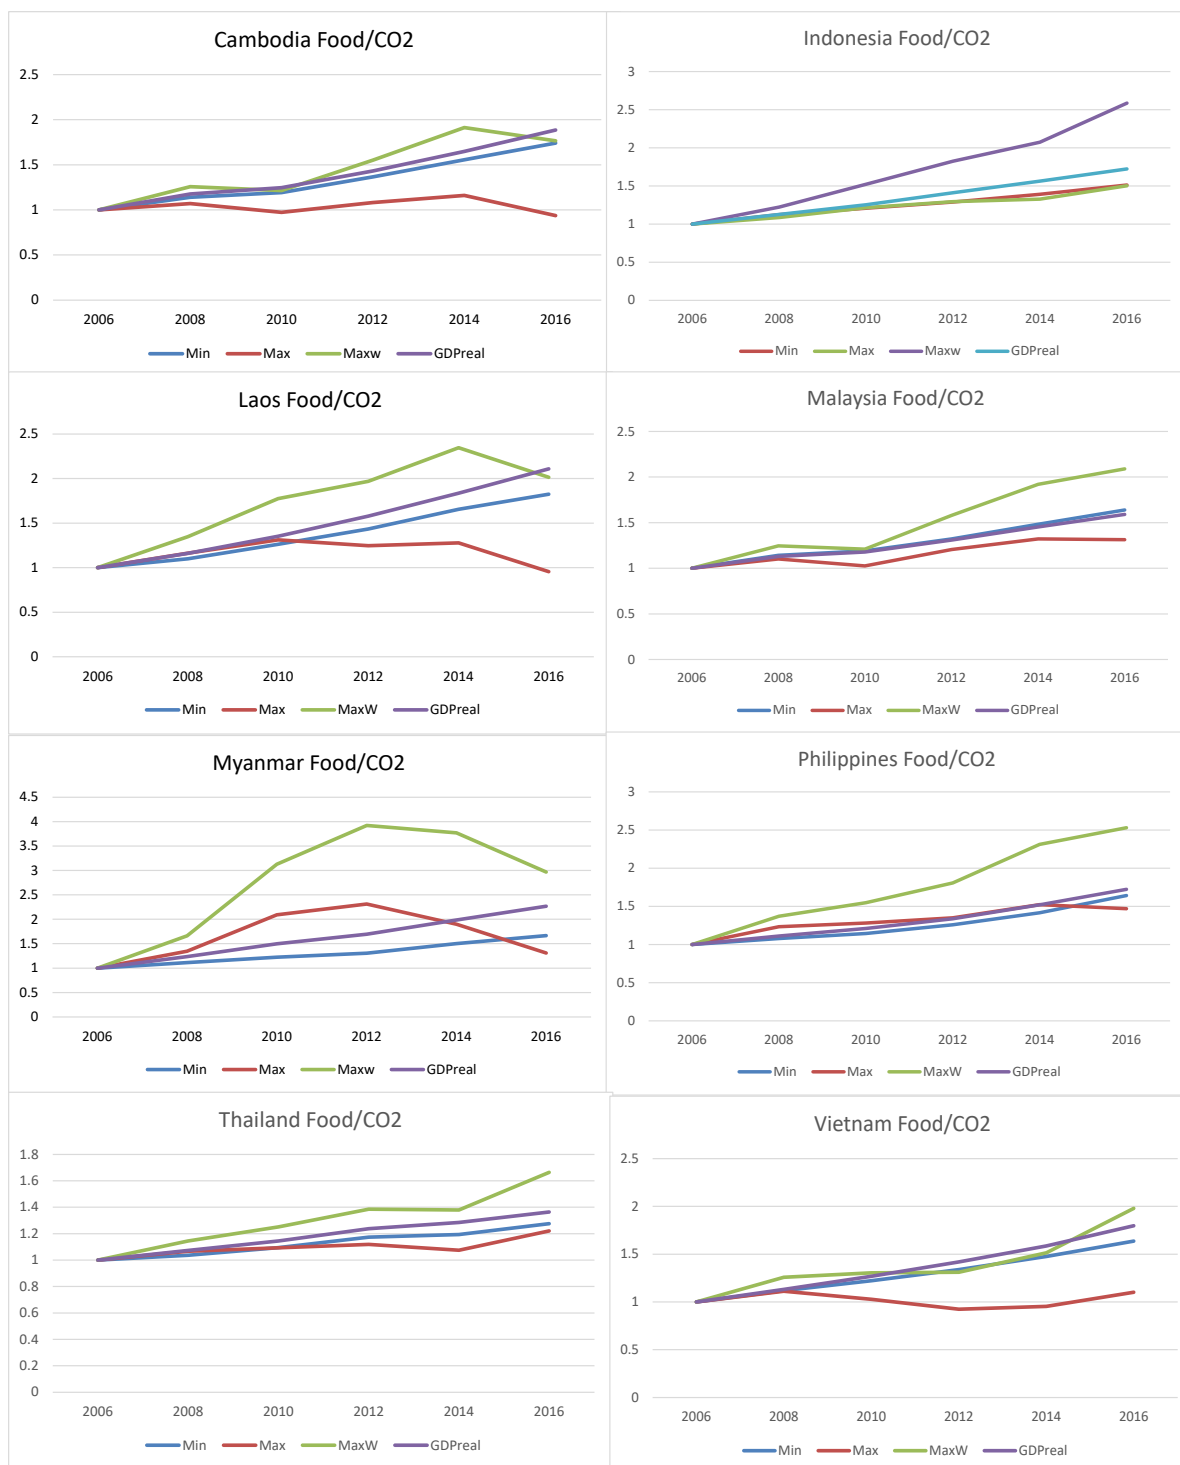 Cambodia Food/CO2
2.5
2
1.5
1
0.5
0
2006 2008 2010 2012 2014 2016
Min Max Maxw GDPreal
Indonesia Food/CO2
3
2.5
2
1.5
1
0.5
0
2006 2008 2010 2012 2014 2016
Min Max Maxw GDPreal
Laos Food/CO2
2.5
2
1.5
1
0.5
0
2006 2008 2010 2012 2014 2016
Min Max MaxW GDPreal
Malaysia Food/CO2
2.5
2
1.5
1
0.5
0
2006 2008 2010 2012 2014 2016
Min Max MaxW GDPreal
Myanmar Food/CO2
4.5
4
3.5
3
2.5
2
1.5
1
0.5
0
2006 2008 2010 2012 2014 2016
Min Max Maxw GDPreal
Philippines Food/CO2
3
2.5
2
1.5
1
0.5
0
2006 2008 2010 2012 2014 2016
Min Max MaxW GDPreal
Thailand Food/CO2
1.8
1.6
1.4
1.2
1
0.8
0.6
0.4
0.2
0
2006 2008 2010 2012 2014 2016
Min Max MaxW GDPreal
Vietnam Food/CO2
2.5
2
1.5
1
0.5
0
2006 2008 2010 2012 2014 2016
Min Max MaxW GDPreal